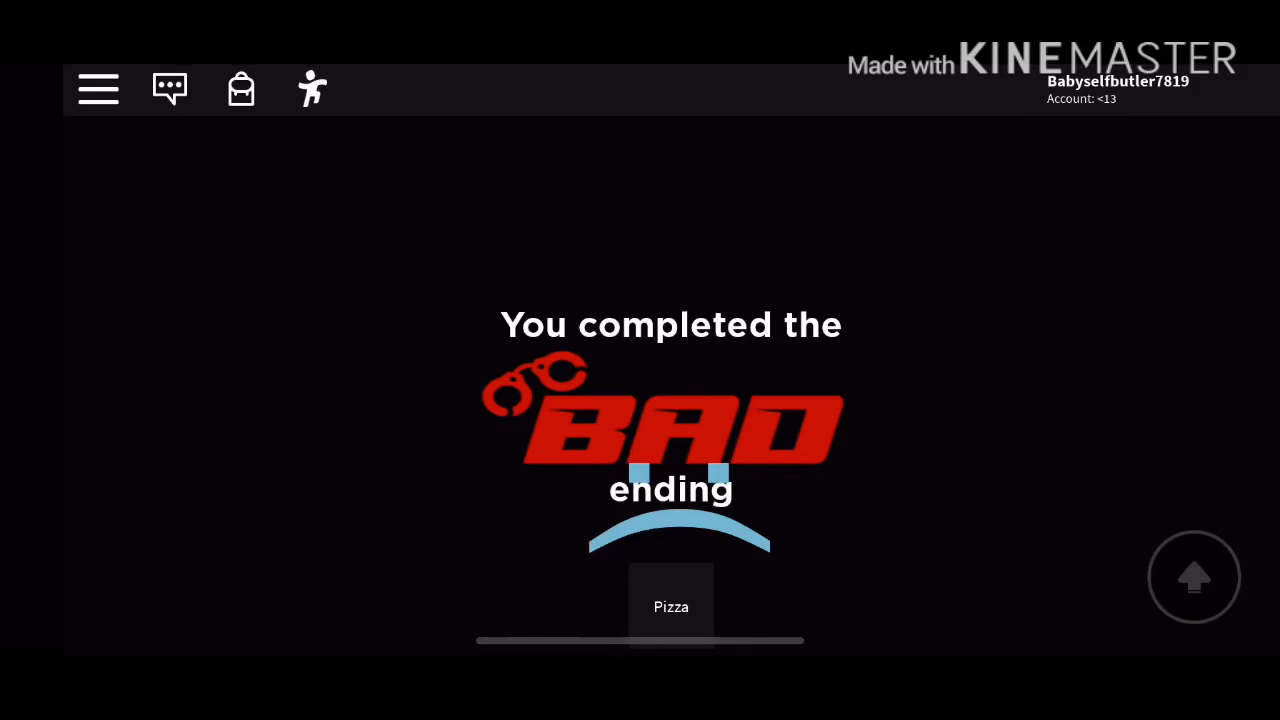 Made with KINEMASTER
Babyselfbutler7819
Account: <13
You completed the
BAD
ending
Pizza